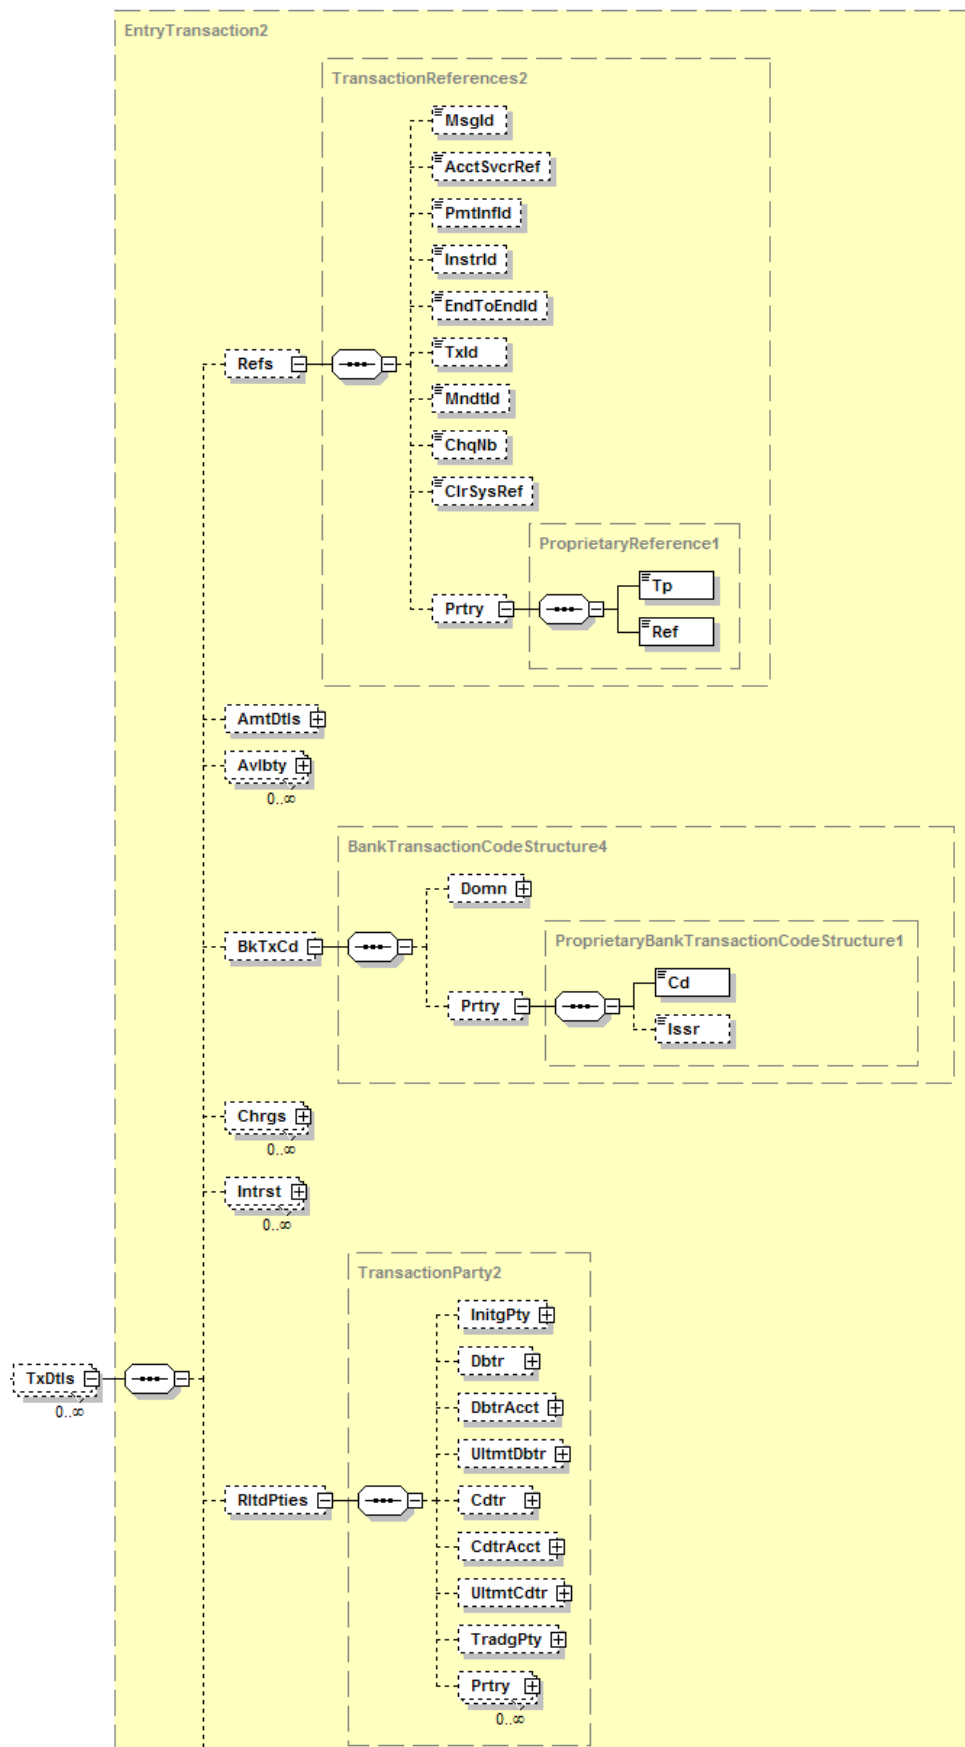 EntryTransaction2
TransactionReferences2
MsgId
AcctSvcrRef
PmtInfId
InstrId
EndToEndId
Refs
TxId
MndtId
ChqNb
ClrSysRef
ProprietaryReference1
Tp
Prtry
Ref
AmtDtls
Avlbty
0..∞
BankTransactionCodeStructure4
Domn
ProprietaryBankTransactionCodeStructure1
BkTxCd
Cd
Prtry
Issr
Chrgs
0..∞
Intrst
0..∞
TransactionParty2
InitgPty
Dbtr
TxDtls
0..∞
DbtrAcct
UltmtDbtr
RltdPties
Cdtr
CdtrAcct
UltmtCdtr
TradgPty
Prtry
0..∞